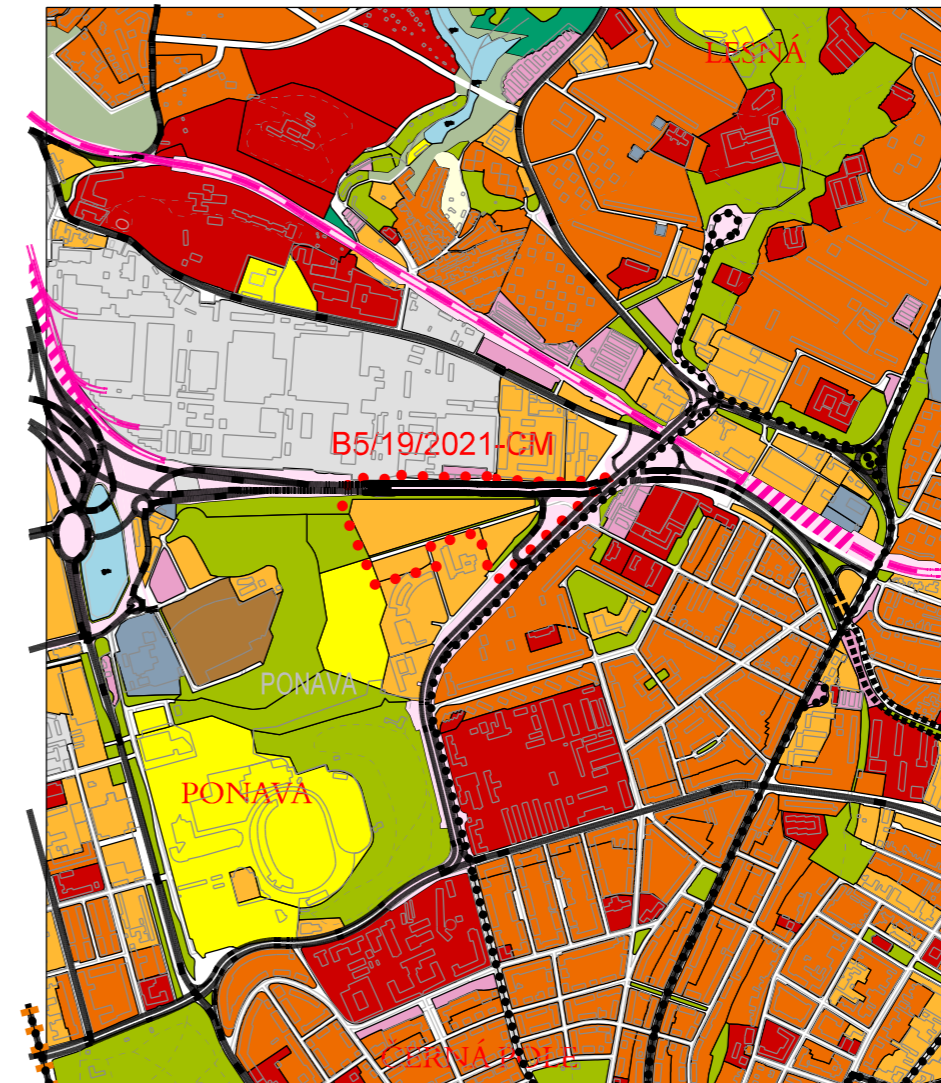 LESNÁ
B5/19/2021-CM
PONAVA
PONAVA
ČERNÁ POLE